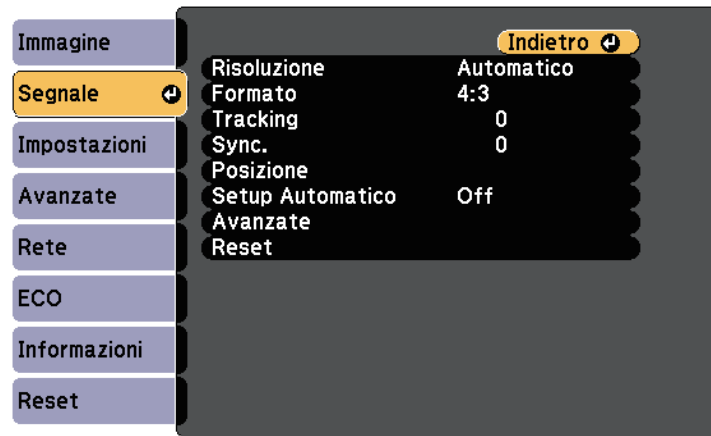 Immagine
Segnale
Impostazioni
Avanzate
Rete
ECO
Informazioni
Reset
Indietro
Risoluzione Automatico
Formato 4:3
Tracking 0
Sync. 0
Posizione
Setup Automatico Off
Avanzate
Reset